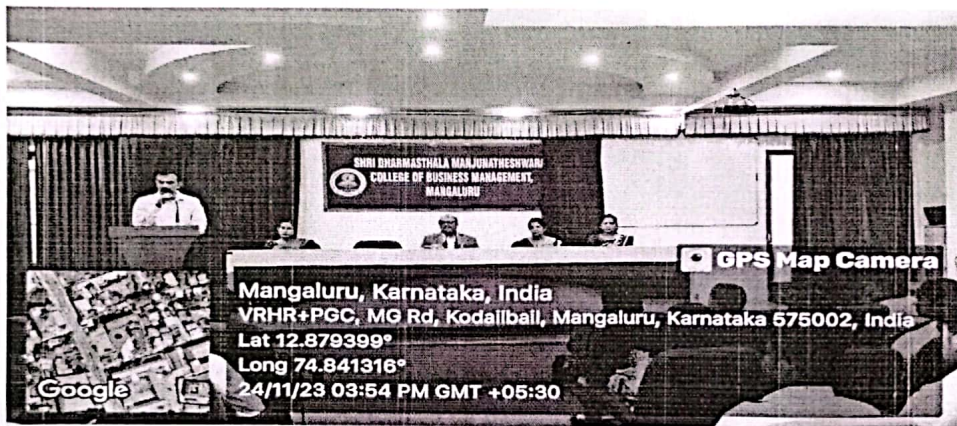 SHRI DHARMASTHALA MANJUNATHESHWARA
COLLEGE OF BUSINESS MANAGEMENT,
MANGALURU
GPS Map Camera
Mangaluru, Karnataka, India
VRHR+PGC, MG Rd, Kodailbail, Mangaluru, Karnataka 575002, India
Lat 12.879399°
Long 74.841316°
24/11/23 03:54 PM GMT +05:30
Google